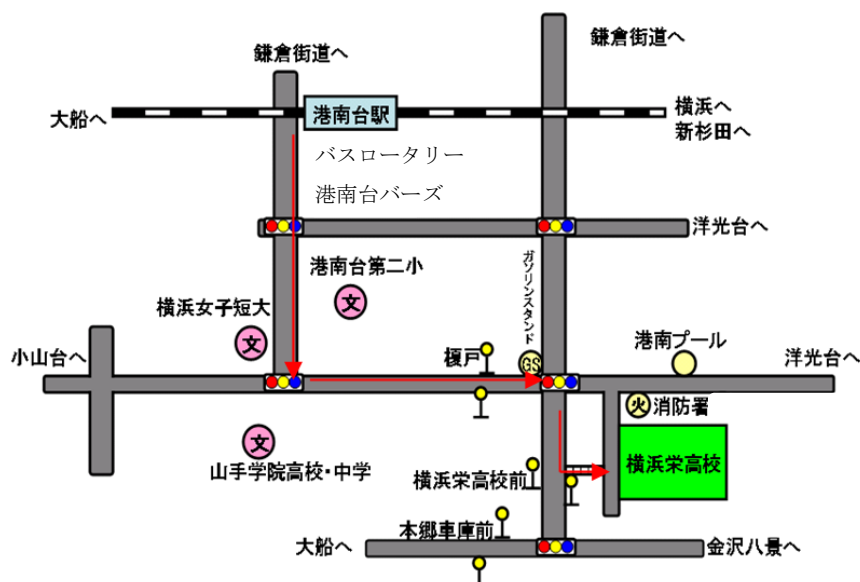 鎌倉街道へ
鎌倉街道へ
大船へ
港南台駅
横浜へ
新杉田へ
バスロータリー
港南台バーズ
洋光台へ
港南台第二小
文
ガソリンスタンド
横浜女子短大
文
小山台へ
榎戸
GS
港南プール
洋光台へ
火
消防署
文
山手学院高校・中学
横浜栄高校前
横浜栄高校
本郷車庫前
大船へ
金沢八景へ